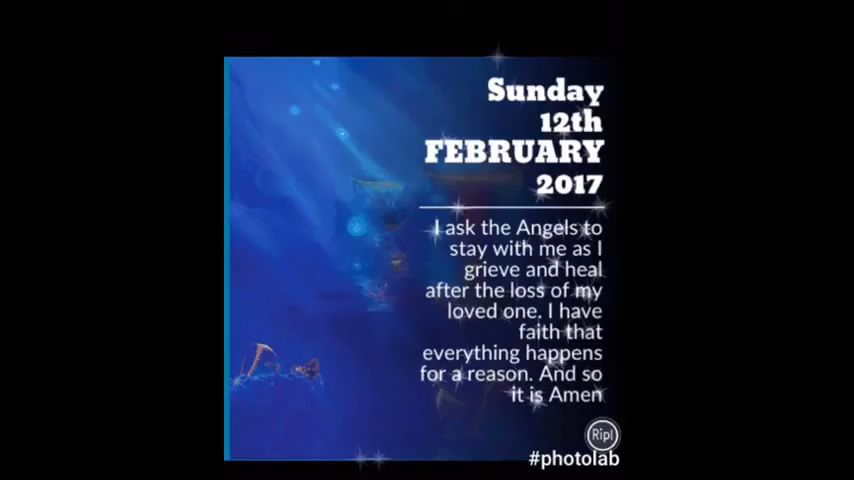 Sunday
12th
FEBRUARY
2017
I ask the Angels to
stay with me as I
grieve and heal
after the loss of my
loved one. I have
faith that
everything happens
for a reason. And so
it is Amen
Ripl
#photolab